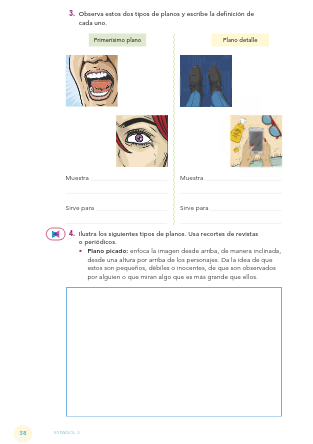 3. Observa estos dos tipos de planos y escribe la definición de
cada uno.
Primerísimo plano
Plano detalle
Muestra
Sirve para
Muestra
Sirve para
4. Ilustra los siguientes tipos de planos. Usa recortes de revistas
o periódicos.
• Plano picado: enfoca la imagen desde arriba, de manera inclinada,
desde una altura por arriba de los personajes. Da la idea de que
estos son pequeños, débiles o inocentes, de que son observados
por alguien o que miran algo que es más grande que ellos.
38